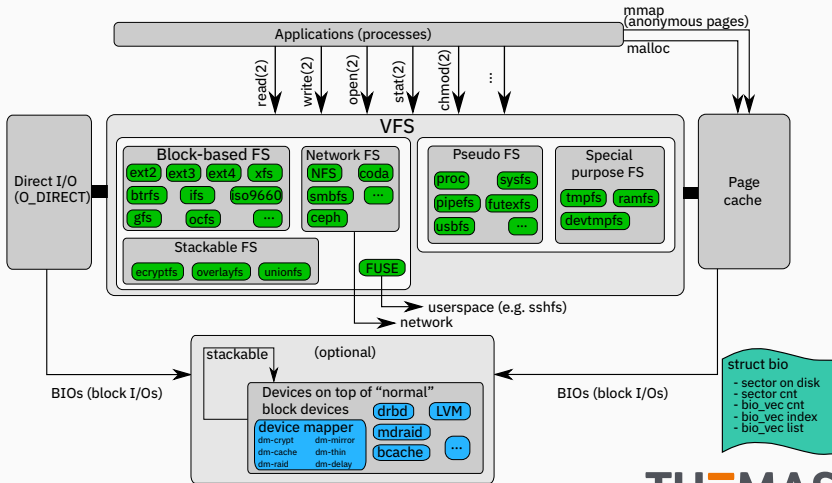 mmap
(anonymous pages)
malloc
Applications (processes)
read(2)
write(2)
open(2)
stat(2)
chmod(2)
...
VFS
Direct I/O
(O_DIRECT)
Block-based FS
ext2 ext3 ext4 xfs
btrfs ifs iso9660
gfs ocfs ...
Network FS
NFS coda
smbfs ...
ceph
Pseudo FS
proc sysfs
pipefs futexfs
usbfs ...
Special
purpose FS
tmpfs ramfs
devtmpfs
Page
cache
Stackable FS
ecryptfs overlayfs unionfs
FUSE
userspace (e.g. sshfs)
network
stackable
(optional)
BIOs (block I/Os)
BIOs (block I/Os)
Devices on top of “normal”
block devices
drbd LVM
device mapper
dm-crypt dm-mirror
dm-cache dm-thin
dm-raid dm-delay
mdraid
bcache
...
struct bio
- sector on disk
- sector cnt
- bio_vec cnt
- bio_vec index
- bio_vec list